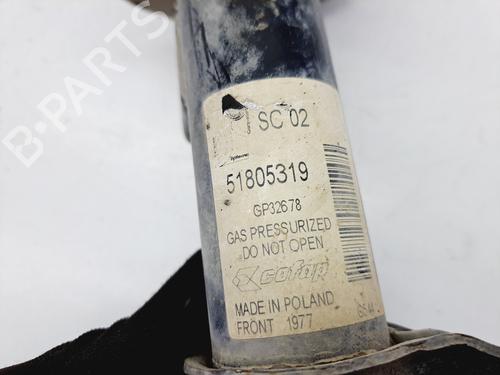 SC 02
51805319
GP32678
GAS PRESSURIZED
DO NOT OPEN
cofap
MADE IN POLAND
FRONT 1977
B-PARTS